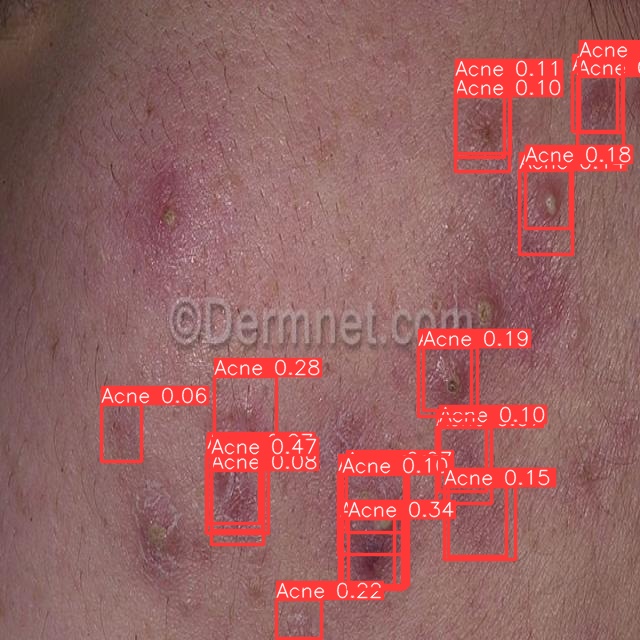 Acne
Acne 0.11
Acne
Acne 0.10
Acne 0.18
©Dermnet.com
Acne 0.19
Acne 0.28
Acne 0.06
Acne 0.10
Acne 0.47
Acne 0.08
Acne 0.10
Acne 0.15
Acne 0.34
Acne 0.22